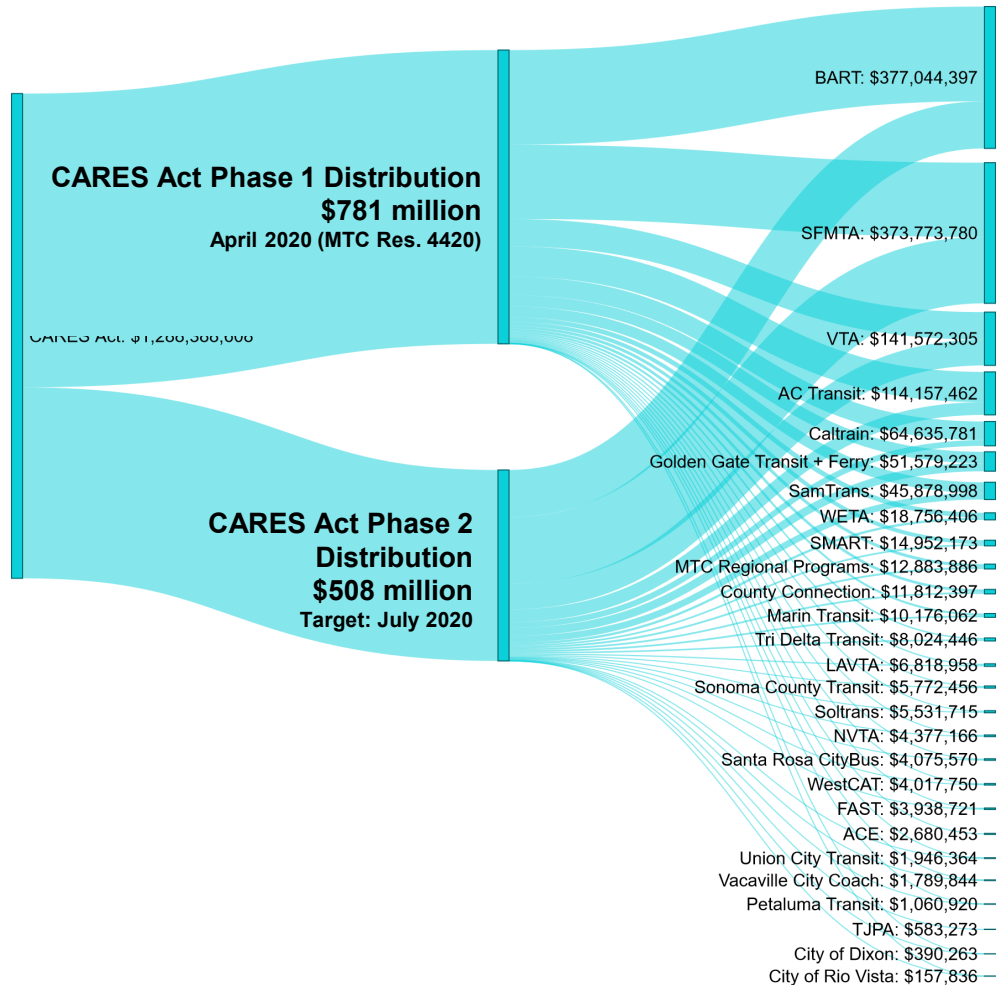 CARES Act Phase 1 Distribution
$781 million
April 2020 (MTC Res. 4420)
CARES Act:
CARES Act Phase 2
Distribution
$508 million
Target: July 2020
BART: $377,044,397
SFMTA: $373,773,780
VTA: $141,572,305
AC Transit: $114,157,462
Caltrain: $64,635,781
Golden Gate Transit + Ferry: $51,579,223
SamTrans: $45,878,998
WETA: $18,756,406
SMART: $14,952,173
MTC Regional Programs: $12,883,886
County Connection: $11,812,397
Marin Transit: $10,176,062
Tri Delta Transit: $8,024,446
LAVTA: $6,818,958
Sonoma County Transit: $5,772,456
Soltrans: $5,531,715
NVTA: $4,377,166
Santa Rosa CityBus: $4,075,570
WestCAT: $4,017,750
FAST: $3,938,721
ACE: $2,680,453
Union City Transit: $1,946,364
Vacaville City Coach: $1,789,844
Petaluma Transit: $1,060,920
TJPA: $583,273
City of Dixon: $390,263
City of Rio Vista: $157,836